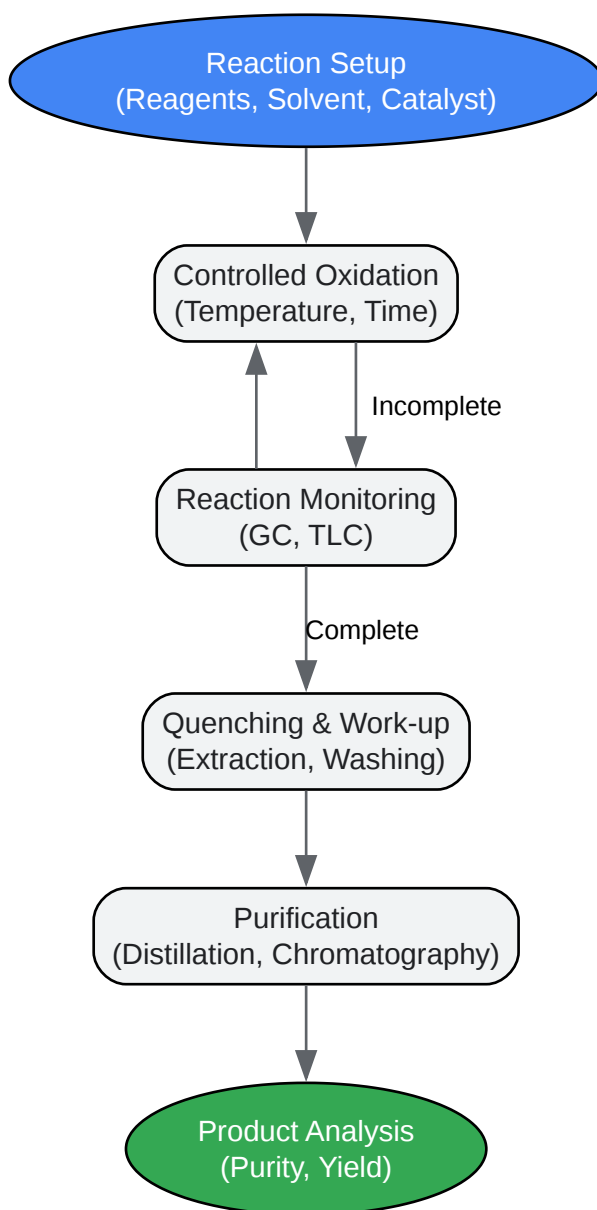 Reaction Setup
(Reagents, Solvent, Catalyst)
Controlled Oxidation
(Temperature, Time)
Incomplete
Reaction Monitoring
(GC, TLC)
Complete
Quenching & Work-up
(Extraction, Washing)
Purification
(Distillation, Chromatography)
Product Analysis
(Purity, Yield)